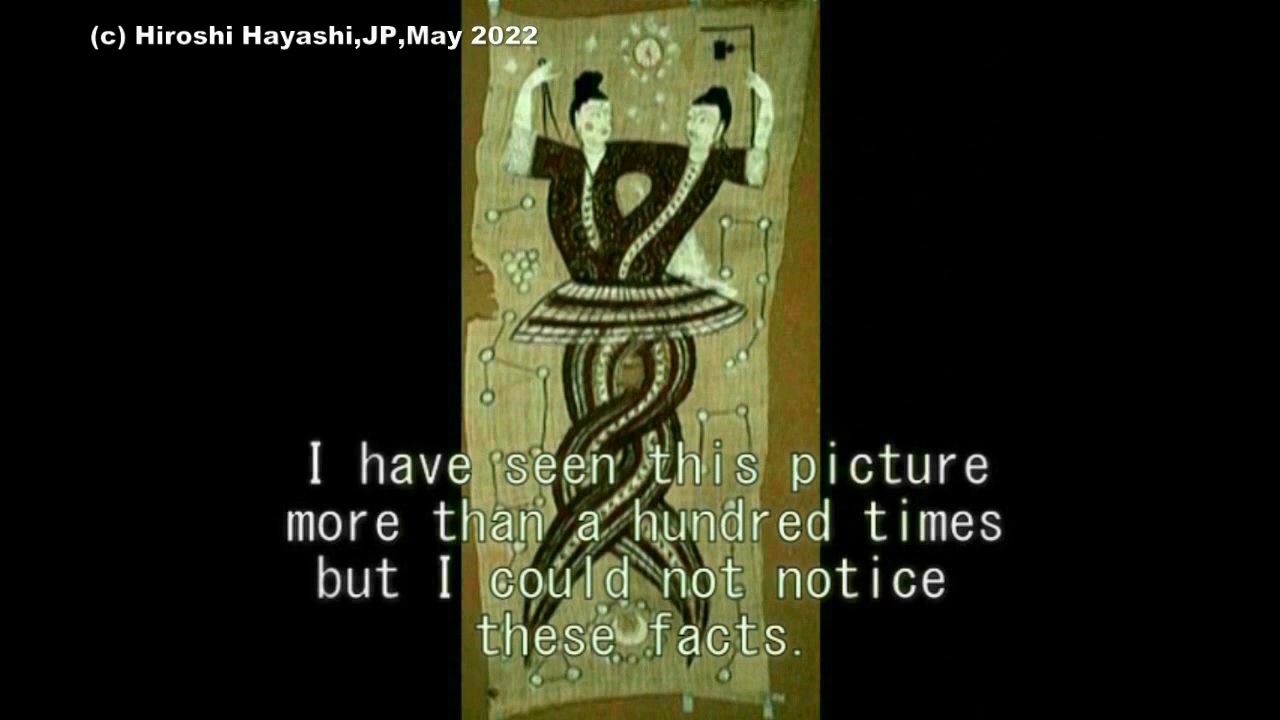 (c) Hiroshi Hayashi,JP,May 2022
I have seen this picture
more than a hundred times
but I could not notice
these facts.